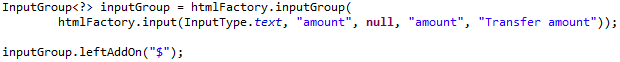 InputGroup<?> inputGroup = htmlFactory.inputGroup(
htmlFactory.input(InputType.text, "amount", null, "amount", "Transfer amount"));
inputGroup.leftAddOn("$");